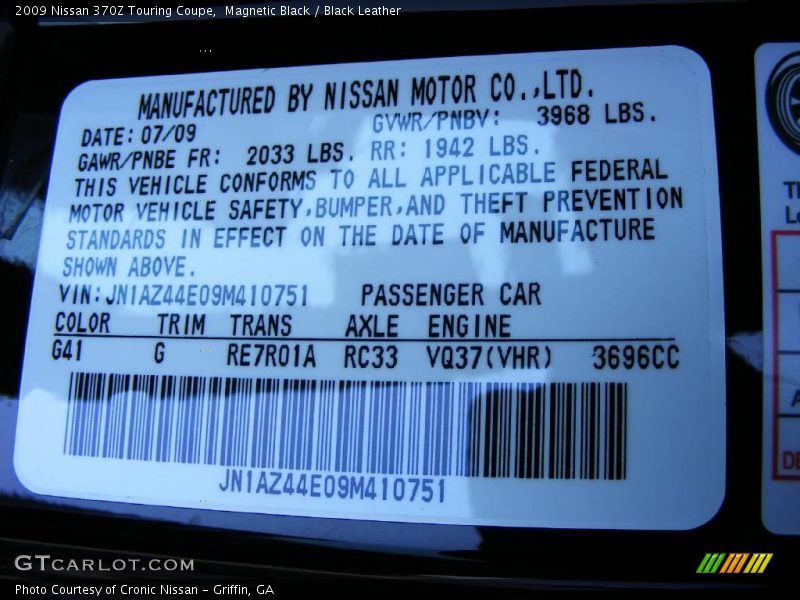 2009 Nissan 370Z Touring Coupe,  Magnetic Black / Black Leather
MANUFACTURED BY NISSAN MOTOR CO.,LTD.
DATE:07/09 GVWR/PNBV: 3968 LBS.
GAWR/PNBE FR: 2033 LBS. RR: 1942 LBS.
THIS VEHICLE CONFORMS TO ALL APPLICABLE FEDERAL
MOTOR VEHICLE SAFETY,BUMPER,AND THEFT PREVENTION
STANDARDS IN EFFECT ON THE DATE OF MANUFACTURE
SHOWN ABOVE.
VIN:JN1AZ44E09M410751 PASSENGER CAR
COLOR TRIM TRANS AXLE ENGINE
G41 G RE7R01A RC33 VQ37(VHR) 3696CC
JN1AZ44E09M410751
GTCARLOT.COM
Photo Courtesy of Cronic Nissan – Griffin, GA